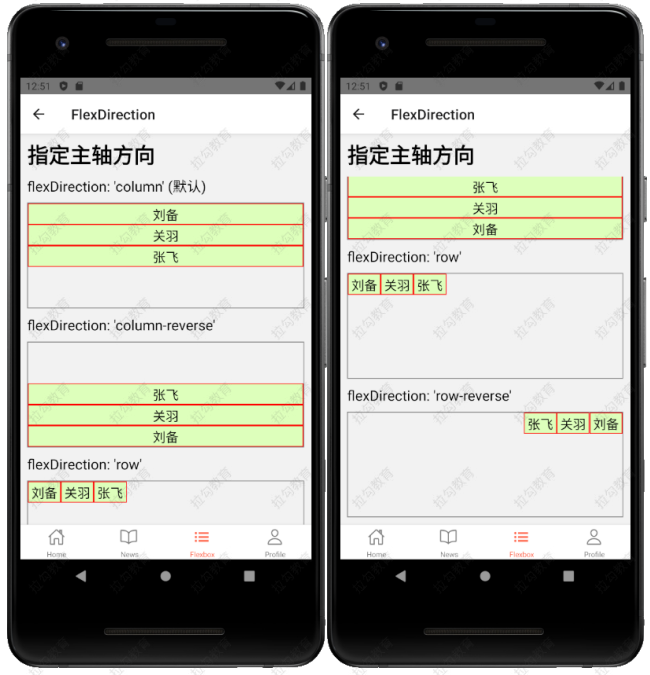 12:51
FlexDirection
指定主轴方向
flexDirection: 'column' (默认)
刘备
关羽
张飞
flexDirection: 'column-reverse'
张飞
关羽
刘备
flexDirection: 'row'
刘备 关羽 张飞
Home News Flexbox Profile
12:51
FlexDirection
指定主轴方向
张飞
关羽
刘备
flexDirection: 'row'
刘备 关羽 张飞
flexDirection: 'row-reverse'
张飞 关羽 刘备
Home News Flexbox Profile
拉勾教育